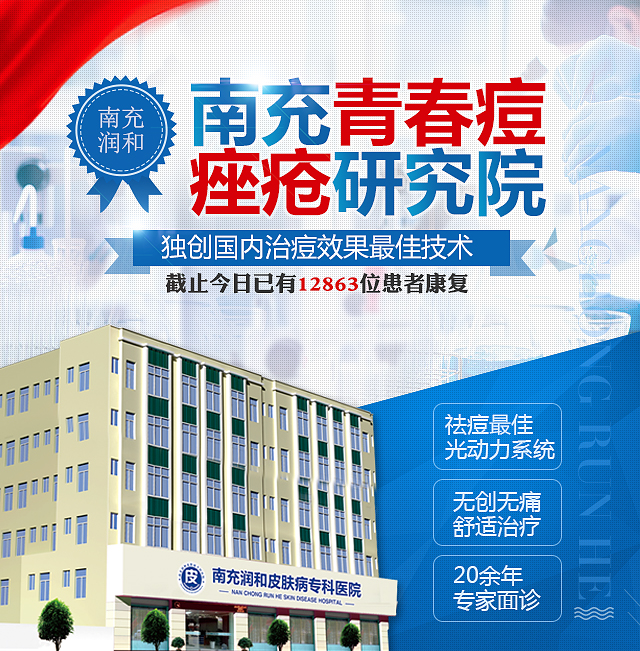 南充
润和
南充青春痘
痤疮研究院
独创国内治痘效果最佳技术
截止今日已有12863位患者康复
祛痘最佳
光动力系统
无创无痛
舒适治疗
20余年
专家面诊
皮
南充润和皮肤病专科医院
NAN CHONG RUN HE SKIN DISEASE HOSPITAL
NANCHONG RUN HE